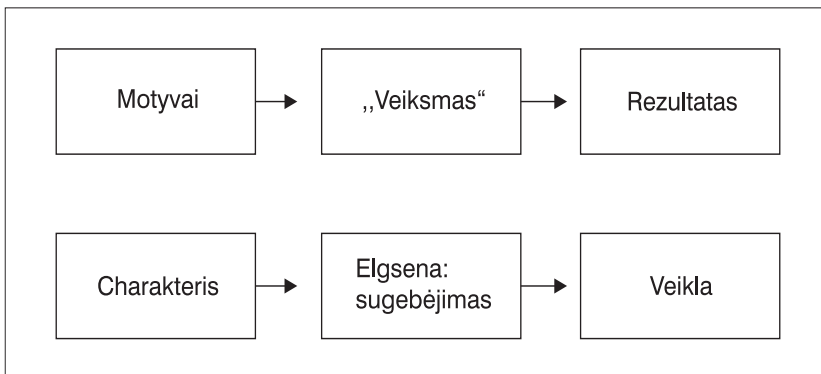 Motyvai
,,Veiksmas“
Rezultatas
Charakteris
Elgsena:
sugebėjimas
Veikla